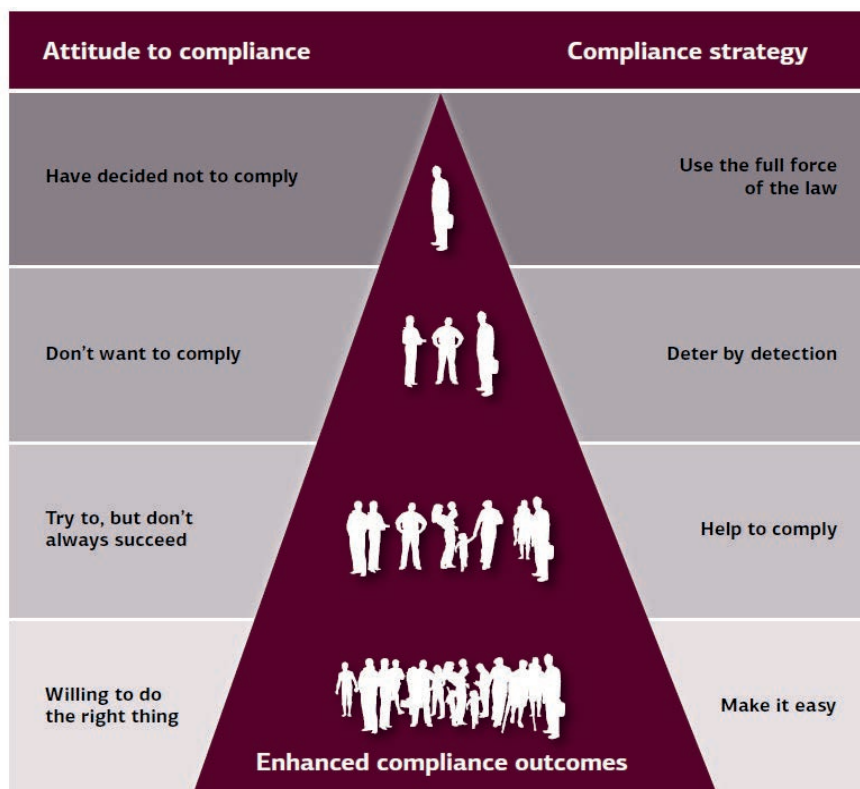 Attitude to compliance
Compliance strategy
Have decided not to comply
Use the full force
of the law
Don't want to comply
Deter by detection
Try to, but don't
always succeed
Help to comply
Willing to do
the right thing
Make it easy
Enhanced compliance outcomes